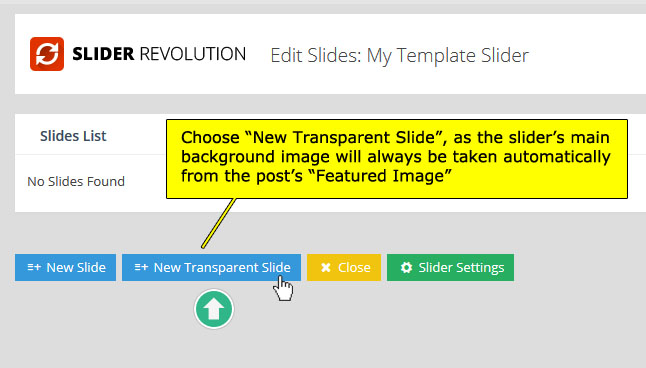 SLIDER REVOLUTION Edit Slides: My Template Slider
Slides List
Choose “New Transparent Slide”, as the slider’s main
background image will always be taken automatically
from the post’s “Featured Image”
No Slides Found
New Slide New Transparent Slide Close Slider Settings